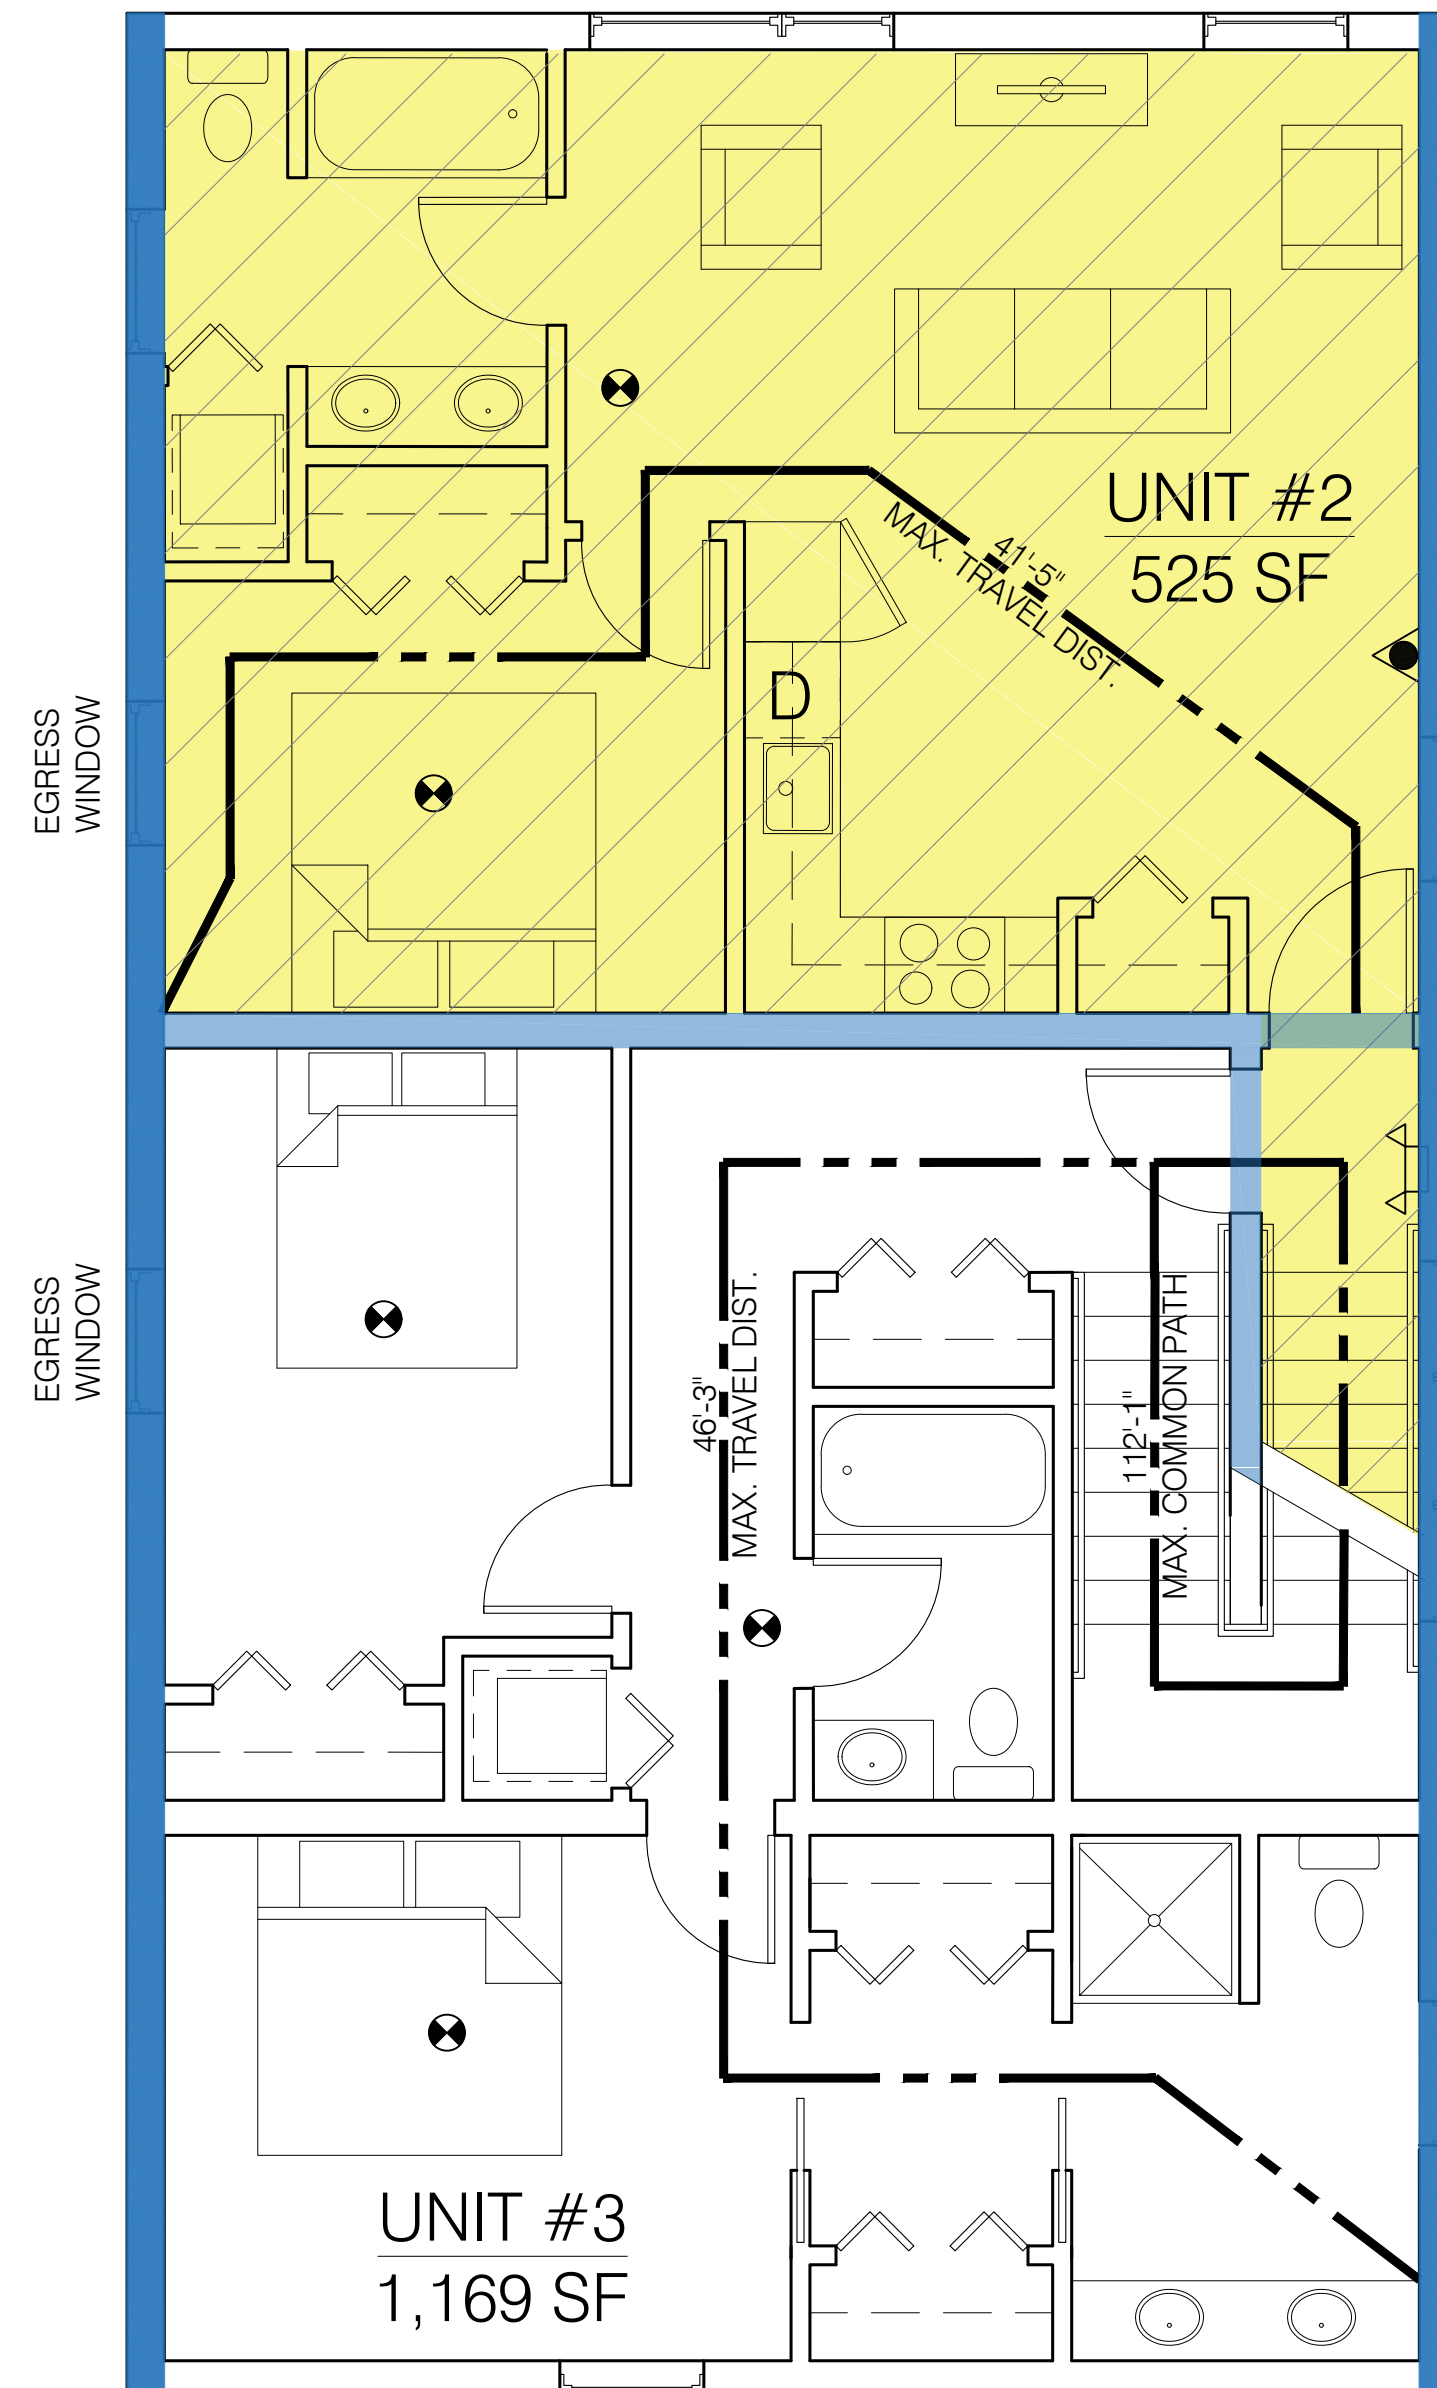 UNIT #2
525 SF
41'-5"
MAX. TRAVEL DIST.
D
EGRESS
WINDOW
EGRESS
WINDOW
46'-3"
MAX. TRAVEL DIST.
112'-1"
MAX. COMMON PATH
UNIT #3
1,169 SF